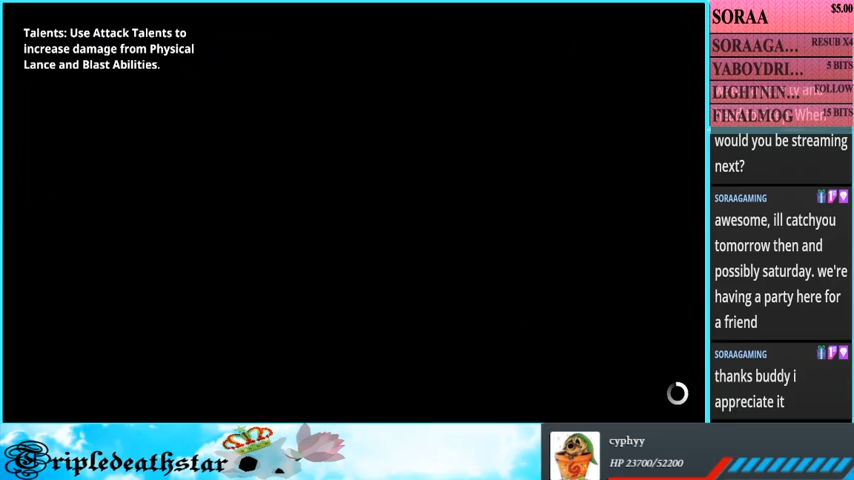 Talents: Use Attack Talents to
increase damage from Physical
Lance and Blast Abilities.
$5.00
SORAA
SORAAGA... RESUB X4
YABOYDRI... 5 BITS
LIGHTNIN... FOLLOW
FINALMOG 15 BITS
When
would you be streaming
next?
SORAAGAMING
awesome, ill catchyou
tomorrow then and
possibly saturday. we're
having a party here for
a friend
SORAAGAMING
thanks buddy i
appreciate it
Tripledeathstar
cyphyy
HP 23700/52200